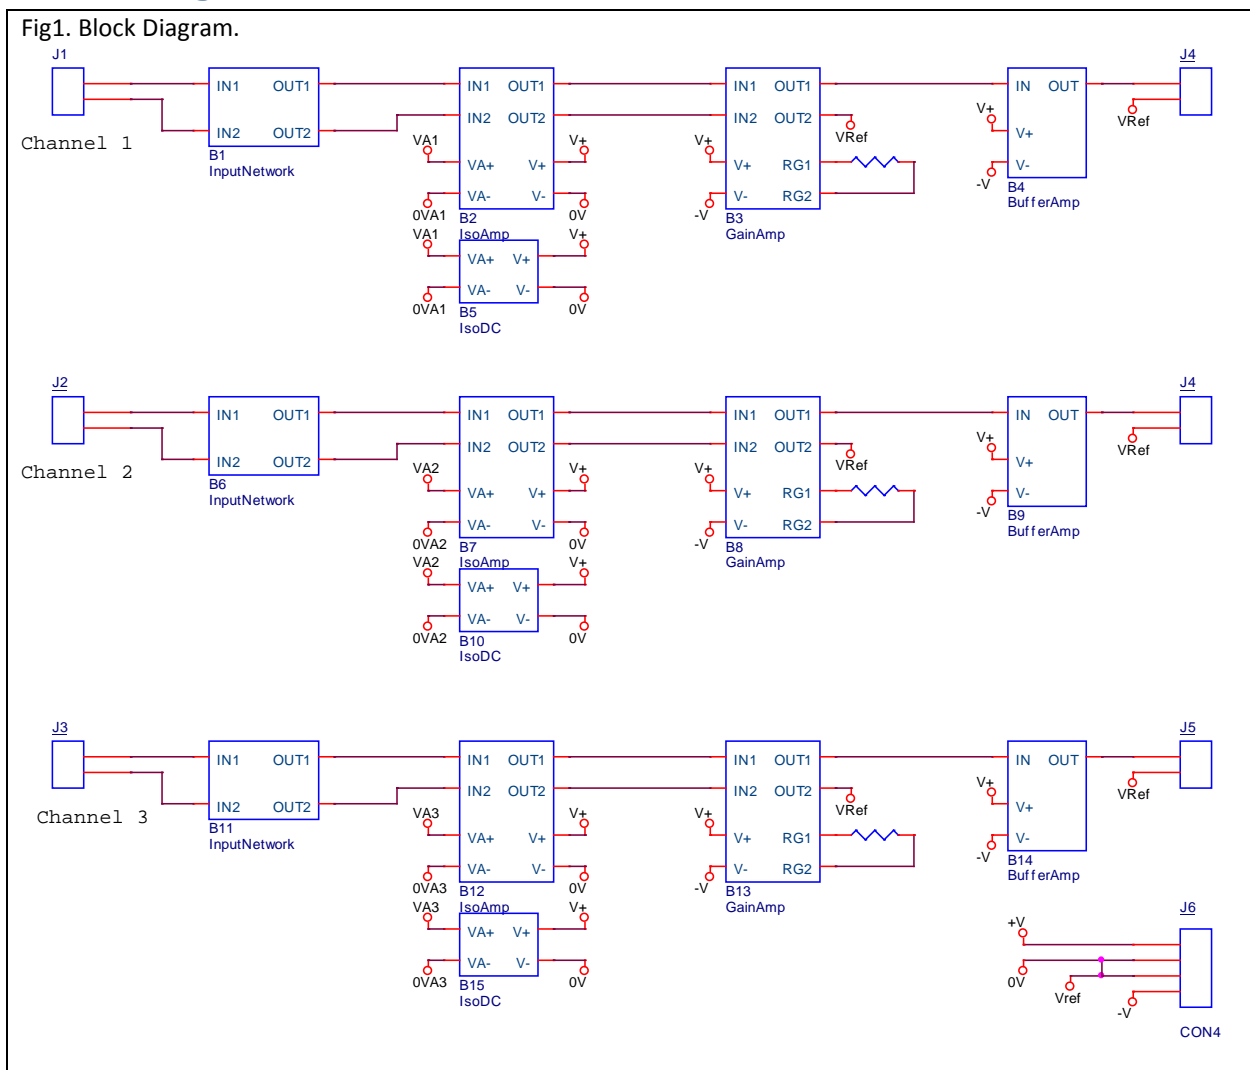 Fig1. Block Diagram.
J1
J4
IN1 OUT1
IN1 OUT1
IN1 OUT1
IN OUT
IN2 OUT2
IN2 OUT2
IN2 OUT2
V+
VRef
Channel 1
VA1
V+
V+
VRef
V+
B1
InputNetwork
VA+ V+
V+ RG1
V-
-V
VA- V-
V- RG2
B4
BufferAmp
0VA1
B2
IsoAmp
0V
-V
B3
GainAmp
VA1
V+
VA+ V+
VA- V-
0VA1
0V
B5
IsoDC
J2
J4
IN1 OUT1
IN1 OUT1
IN1 OUT1
IN OUT
IN2 OUT2
IN2 OUT2
IN2 OUT2
V+
VRef
Channel 2
VA2
V+
V+
VRef
V+
B6
InputNetwork
VA+ V+
V+ RG1
V-
-V
VA- V-
V- RG2
B9
BufferAmp
0VA2
B7
IsoAmp
0V
-V
B8
GainAmp
VA2
V+
VA+ V+
VA- V-
0VA2
0V
B10
IsoDC
J3
J5
IN1 OUT1
IN1 OUT1
IN1 OUT1
IN OUT
IN2 OUT2
IN2 OUT2
IN2 OUT2
V+
VRef
Channel 3
VA3
V+
V+
VRef
V+
B11
InputNetwork
VA+ V+
V+ RG1
V-
-V
VA- V-
V- RG2
B14
BufferAmp
0VA3
B12
IsoAmp
0V
-V
B13
GainAmp
VA3
V+
VA+ V+
VA- V-
0VA3
0V
B15
IsoDC
J6
+V
0V
Vref
-V
CON4